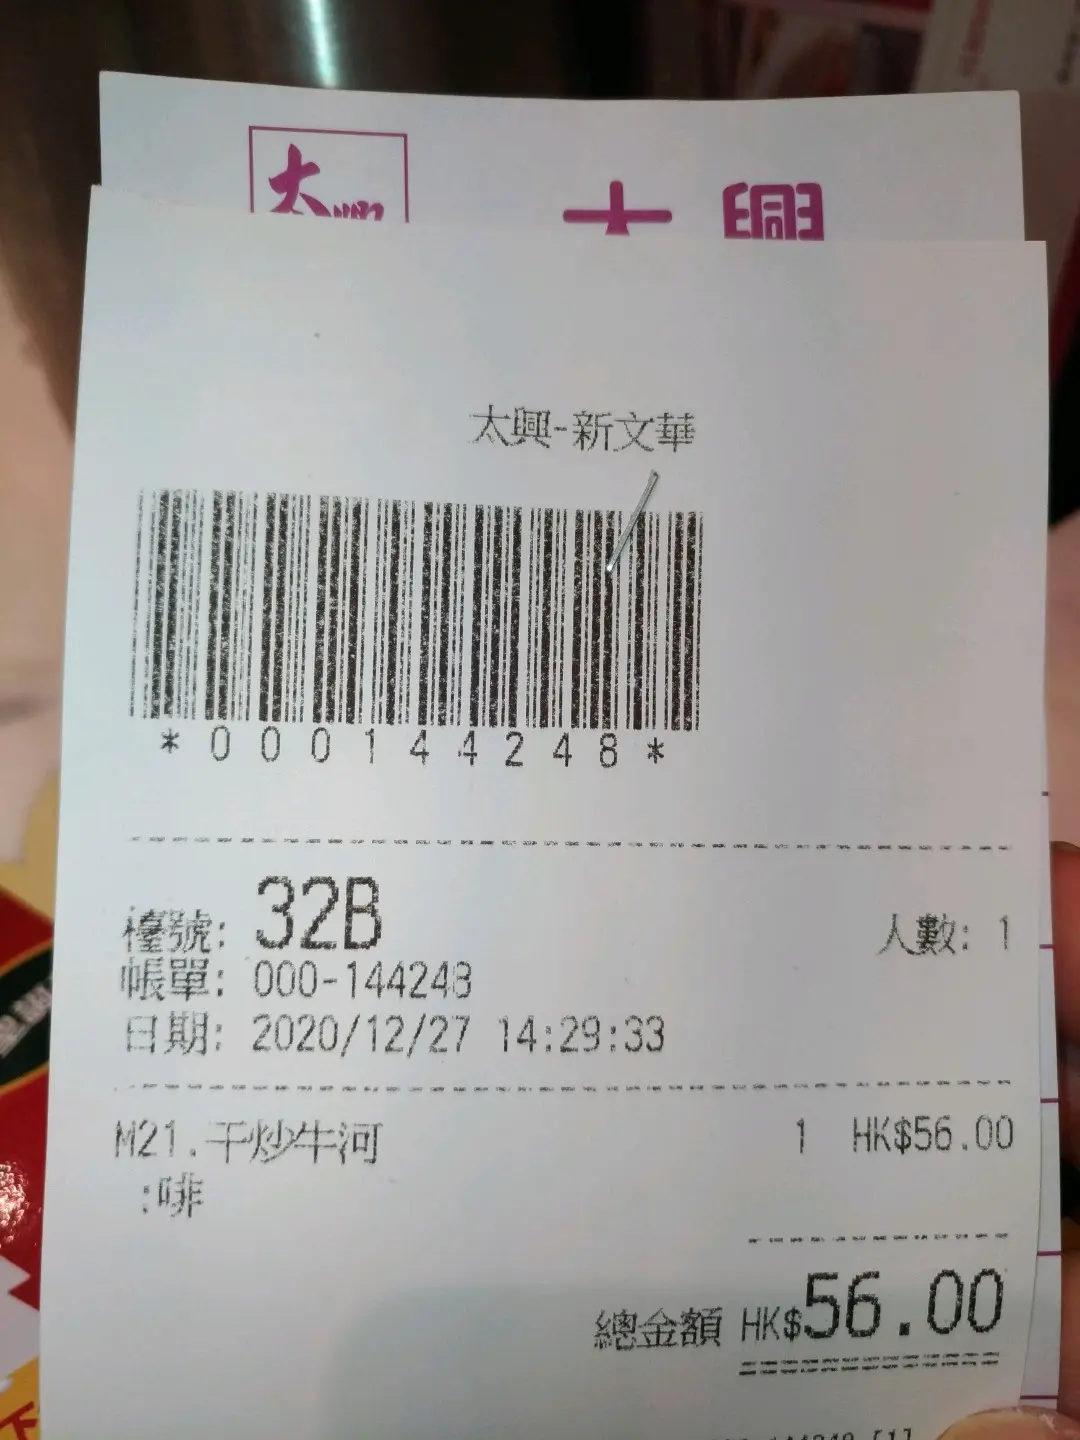 太興
太興-新文華
*000144248*
檯號: 32B
人數: 1
帳單: 000-144248
日期: 2020/12/27 14:29:33
M21.干炒牛河 1 HK$56.00
:啡
總金額 HK$56.00